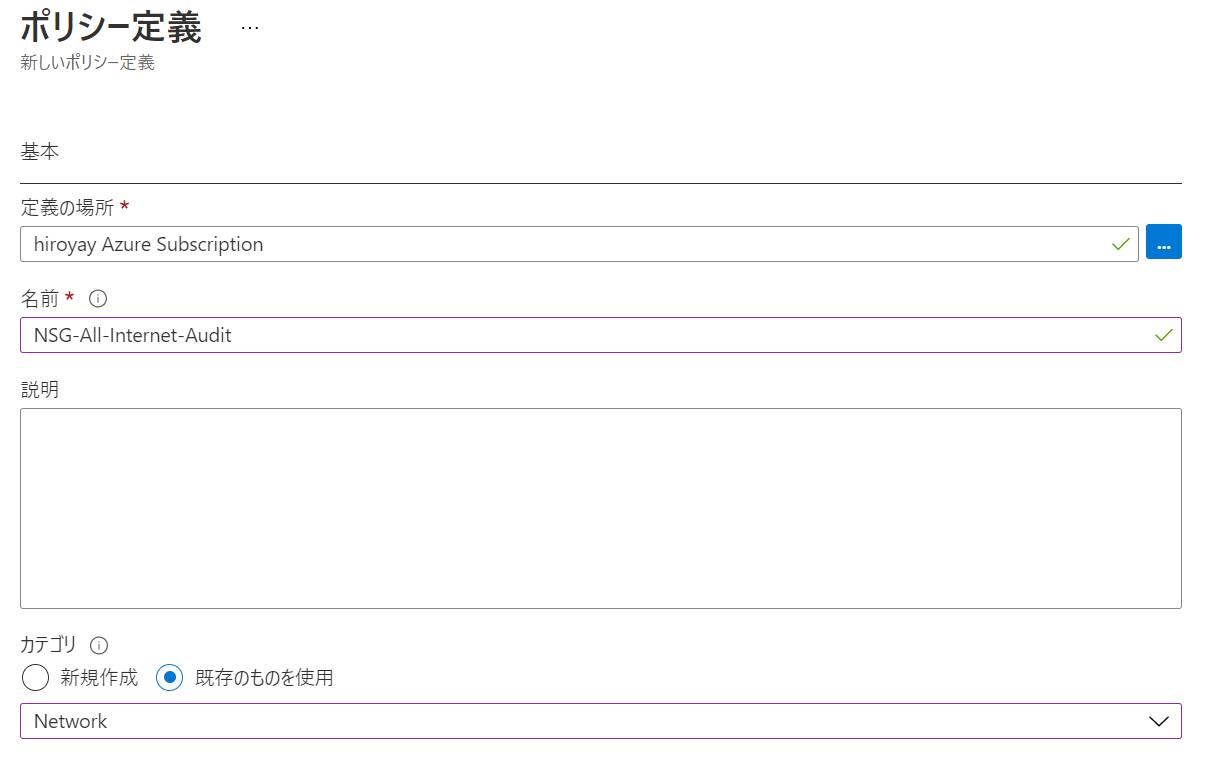 ポリシー定義 …
新しいポリシー定義
基本
定義の場所 *
hiroyay Azure Subscription ...
名前 *
NSG-All-Internet-Audit
説明
カテゴリ
新規作成 既存のものを使用
Network